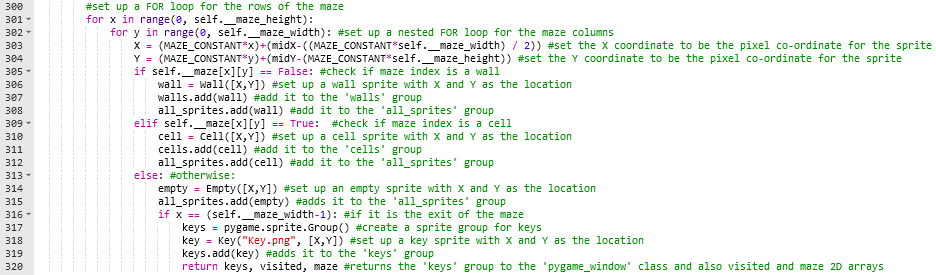 300 #set up a FOR loop for the rows of the maze
301 for x in range(0, self.__maze_height):
302 for y in range(0, self.__maze_width): #set up a nested FOR loop for the maze columns
303 X = (MAZE_CONSTANT*x)+(midX-((MAZE_CONSTANT*self.__maze_width) / 2)) #set the X coordinate to be the pixel co-ordinate for the sprite
304 Y = (MAZE_CONSTANT*y)+(midY-(MAZE_CONSTANT*self.__maze_height)) #set the Y coordinate to be the pixel co-ordinate for the sprite
305 if self.__maze[x][y] == False: #check if maze index is a wall
306 wall = Wall([X,Y]) #set up a wall sprite with X and Y as the location
307 walls.add(wall) #add it to the 'walls' group
308 all_sprites.add(wall) #add it to the 'all_sprites' group
309 elif self.__maze[x][y] == True:  #check if maze index is a cell
310 cell = Cell([X,Y]) #set up a cell sprite with X and Y as the location
311 cells.add(cell) #add it to the 'cells' group
312 all_sprites.add(cell) #add it to the 'all_sprites' group
313 else: #otherwise:
314 empty = Empty([X,Y]) #set up an empty sprite with X and Y as the location
315 all_sprites.add(empty) #adds it to the 'all_sprites' group
316 if x == (self.__maze_width-1): #if it is the exit of the maze
317 keys = pygame.sprite.Group() #create a sprite group for keys
318 key = Key("Key.png", [X,Y]) #set up a key sprite with X and Y as the location
319 keys.add(key) #adds it to the 'keys' group
320 return keys, visited, maze #returns the 'keys' group to the 'pygame_window' class and also visited and maze 2D arrays